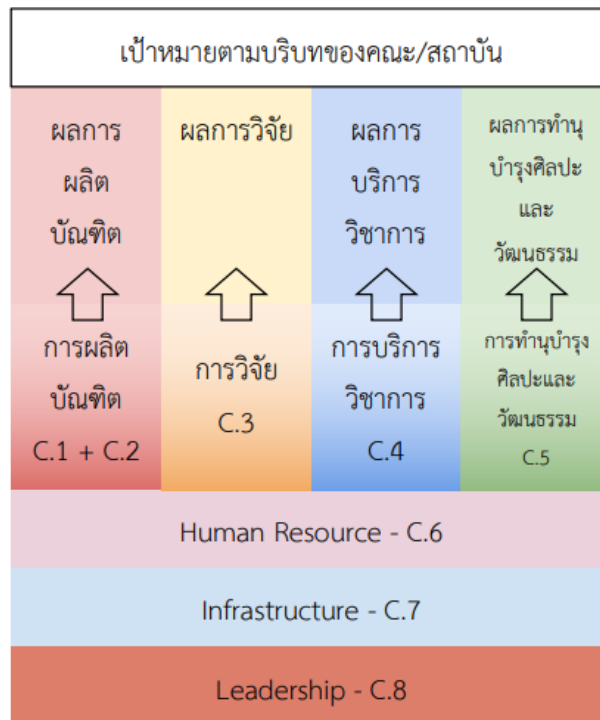 เป้าหมายตามบริบทของคณะ/สถาบัน
ผลการ
ผลิต
บัณฑิต
ผลการวิจัย
ผลการ
บริการ
วิชาการ
ผลการทำนุ
บำรุงศิลปะ
และ
วัฒนธรรม
การผลิต
บัณฑิต
C.1 + C.2
การวิจัย
C.3
การบริการ
วิชาการ
C.4
การทำนุบำรุง
ศิลปะและ
วัฒนธรรม
C.5
Human Resource - C.6
Infrastructure - C.7
Leadership - C.8